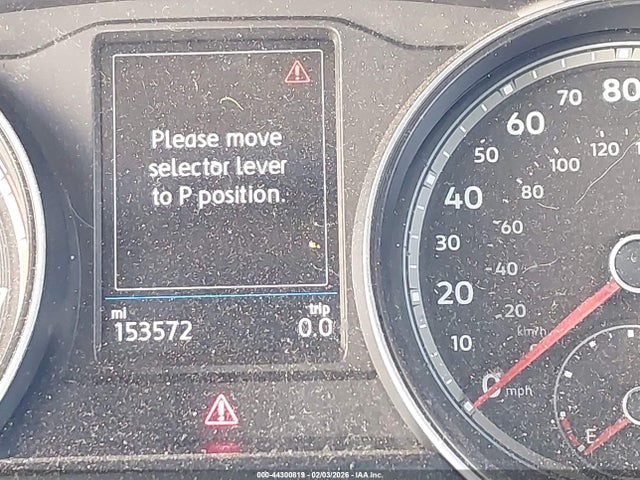 Please move
selector lever
to P position.
mi
trip
153572
0.0
80
70
60
50
40
30
20
10
0 mph
120
100
80
60
40
20
km/h
E
000-44300819 - 02/03/2026 - IAA Inc.